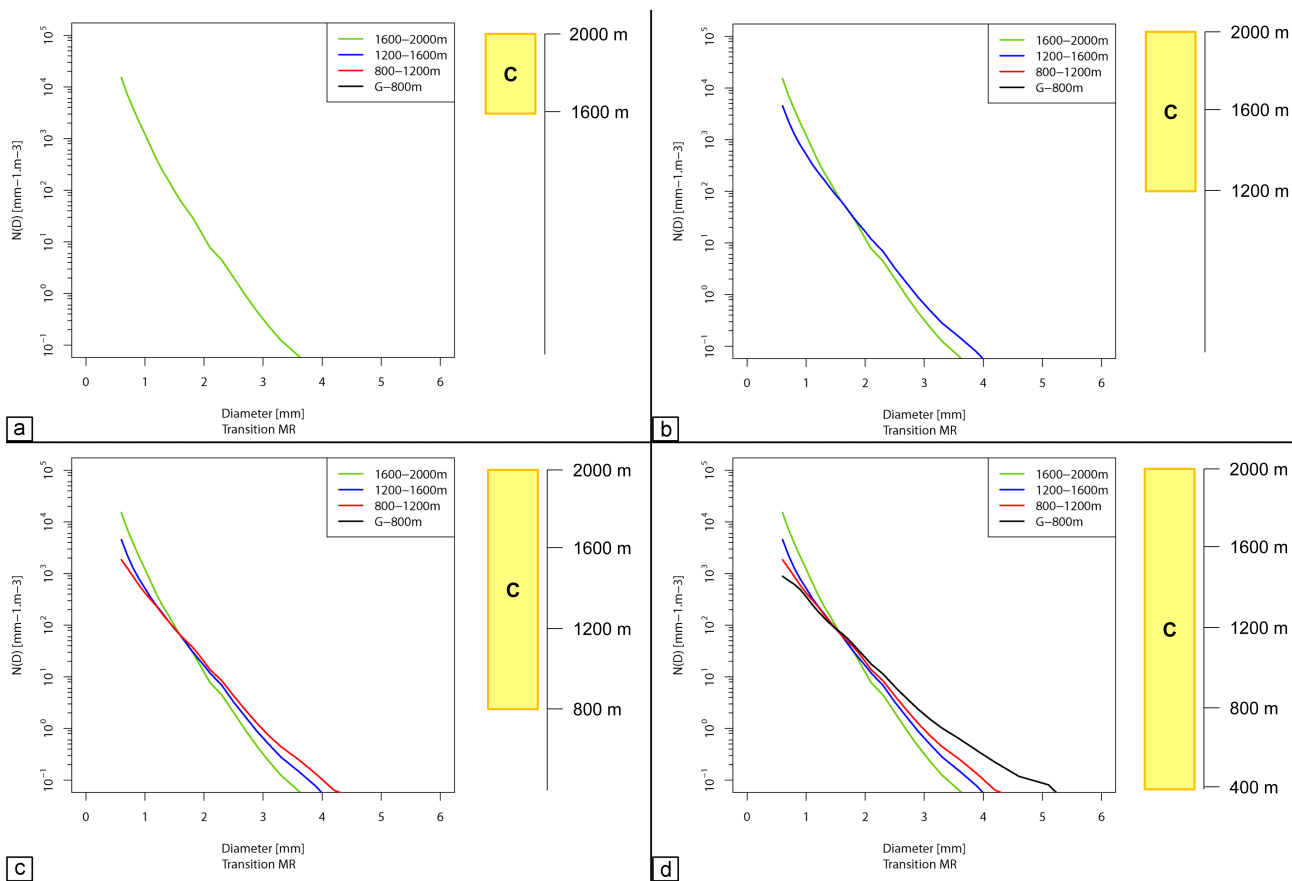 10^5
10^4
10^3
10^2
10^1
10^0
10^-1
N(D) [mm−1.m−3]
0 1 2 3 4 5 6
Diameter [mm]
Transition MR
1600−2000m
1200−1600m
800−1200m
G−800m
C
2000 m
1600 m
a
10^5
10^4
10^3
10^2
10^1
10^0
10^-1
N(D) [mm−1.m−3]
0 1 2 3 4 5 6
Diameter [mm]
Transition MR
1600−2000m
1200−1600m
800−1200m
G−800m
C
2000 m
1600 m
1200 m
b
10^5
10^4
10^3
10^2
10^1
10^0
10^-1
N(D) [mm−1.m−3]
0 1 2 3 4 5 6
Diameter [mm]
Transition MR
1600−2000m
1200−1600m
800−1200m
G−800m
C
2000 m
1600 m
1200 m
800 m
c
10^5
10^4
10^3
10^2
10^1
10^0
10^-1
N(D) [mm−1.m−3]
0 1 2 3 4 5 6
Diameter [mm]
Transition MR
1600−2000m
1200−1600m
800−1200m
G−800m
C
2000 m
1600 m
1200 m
800 m
400 m
d